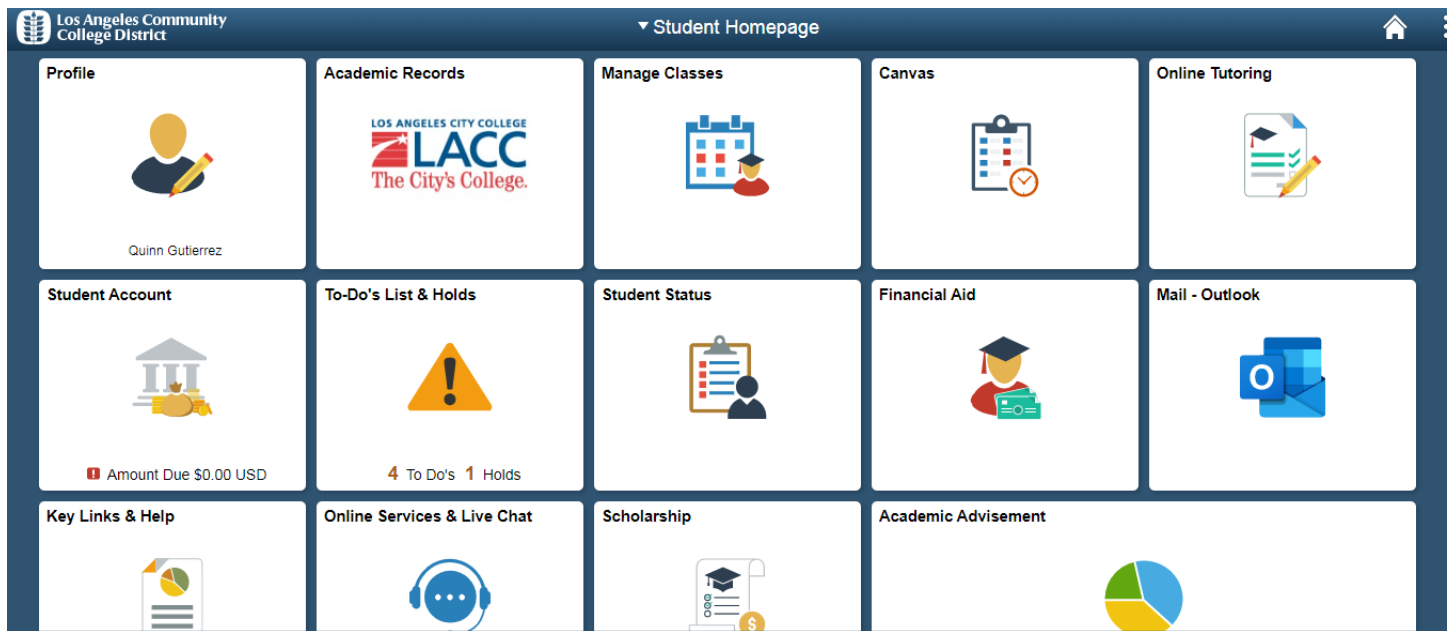 Los Angeles Community
College District
Student Homepage
Profile
Academic Records
Manage Classes
Canvas
Online Tutoring
LOS ANGELES CITY COLLEGE
LACC
The City's College.
Quinn Gutierrez
Student Account
To-Do's List & Holds
Student Status
Financial Aid
Mail - Outlook
O
! Amount Due $0.00 USD
4 To Do's 1 Holds
Key Links & Help
Online Services & Live Chat
Scholarship
Academic Advisement
$